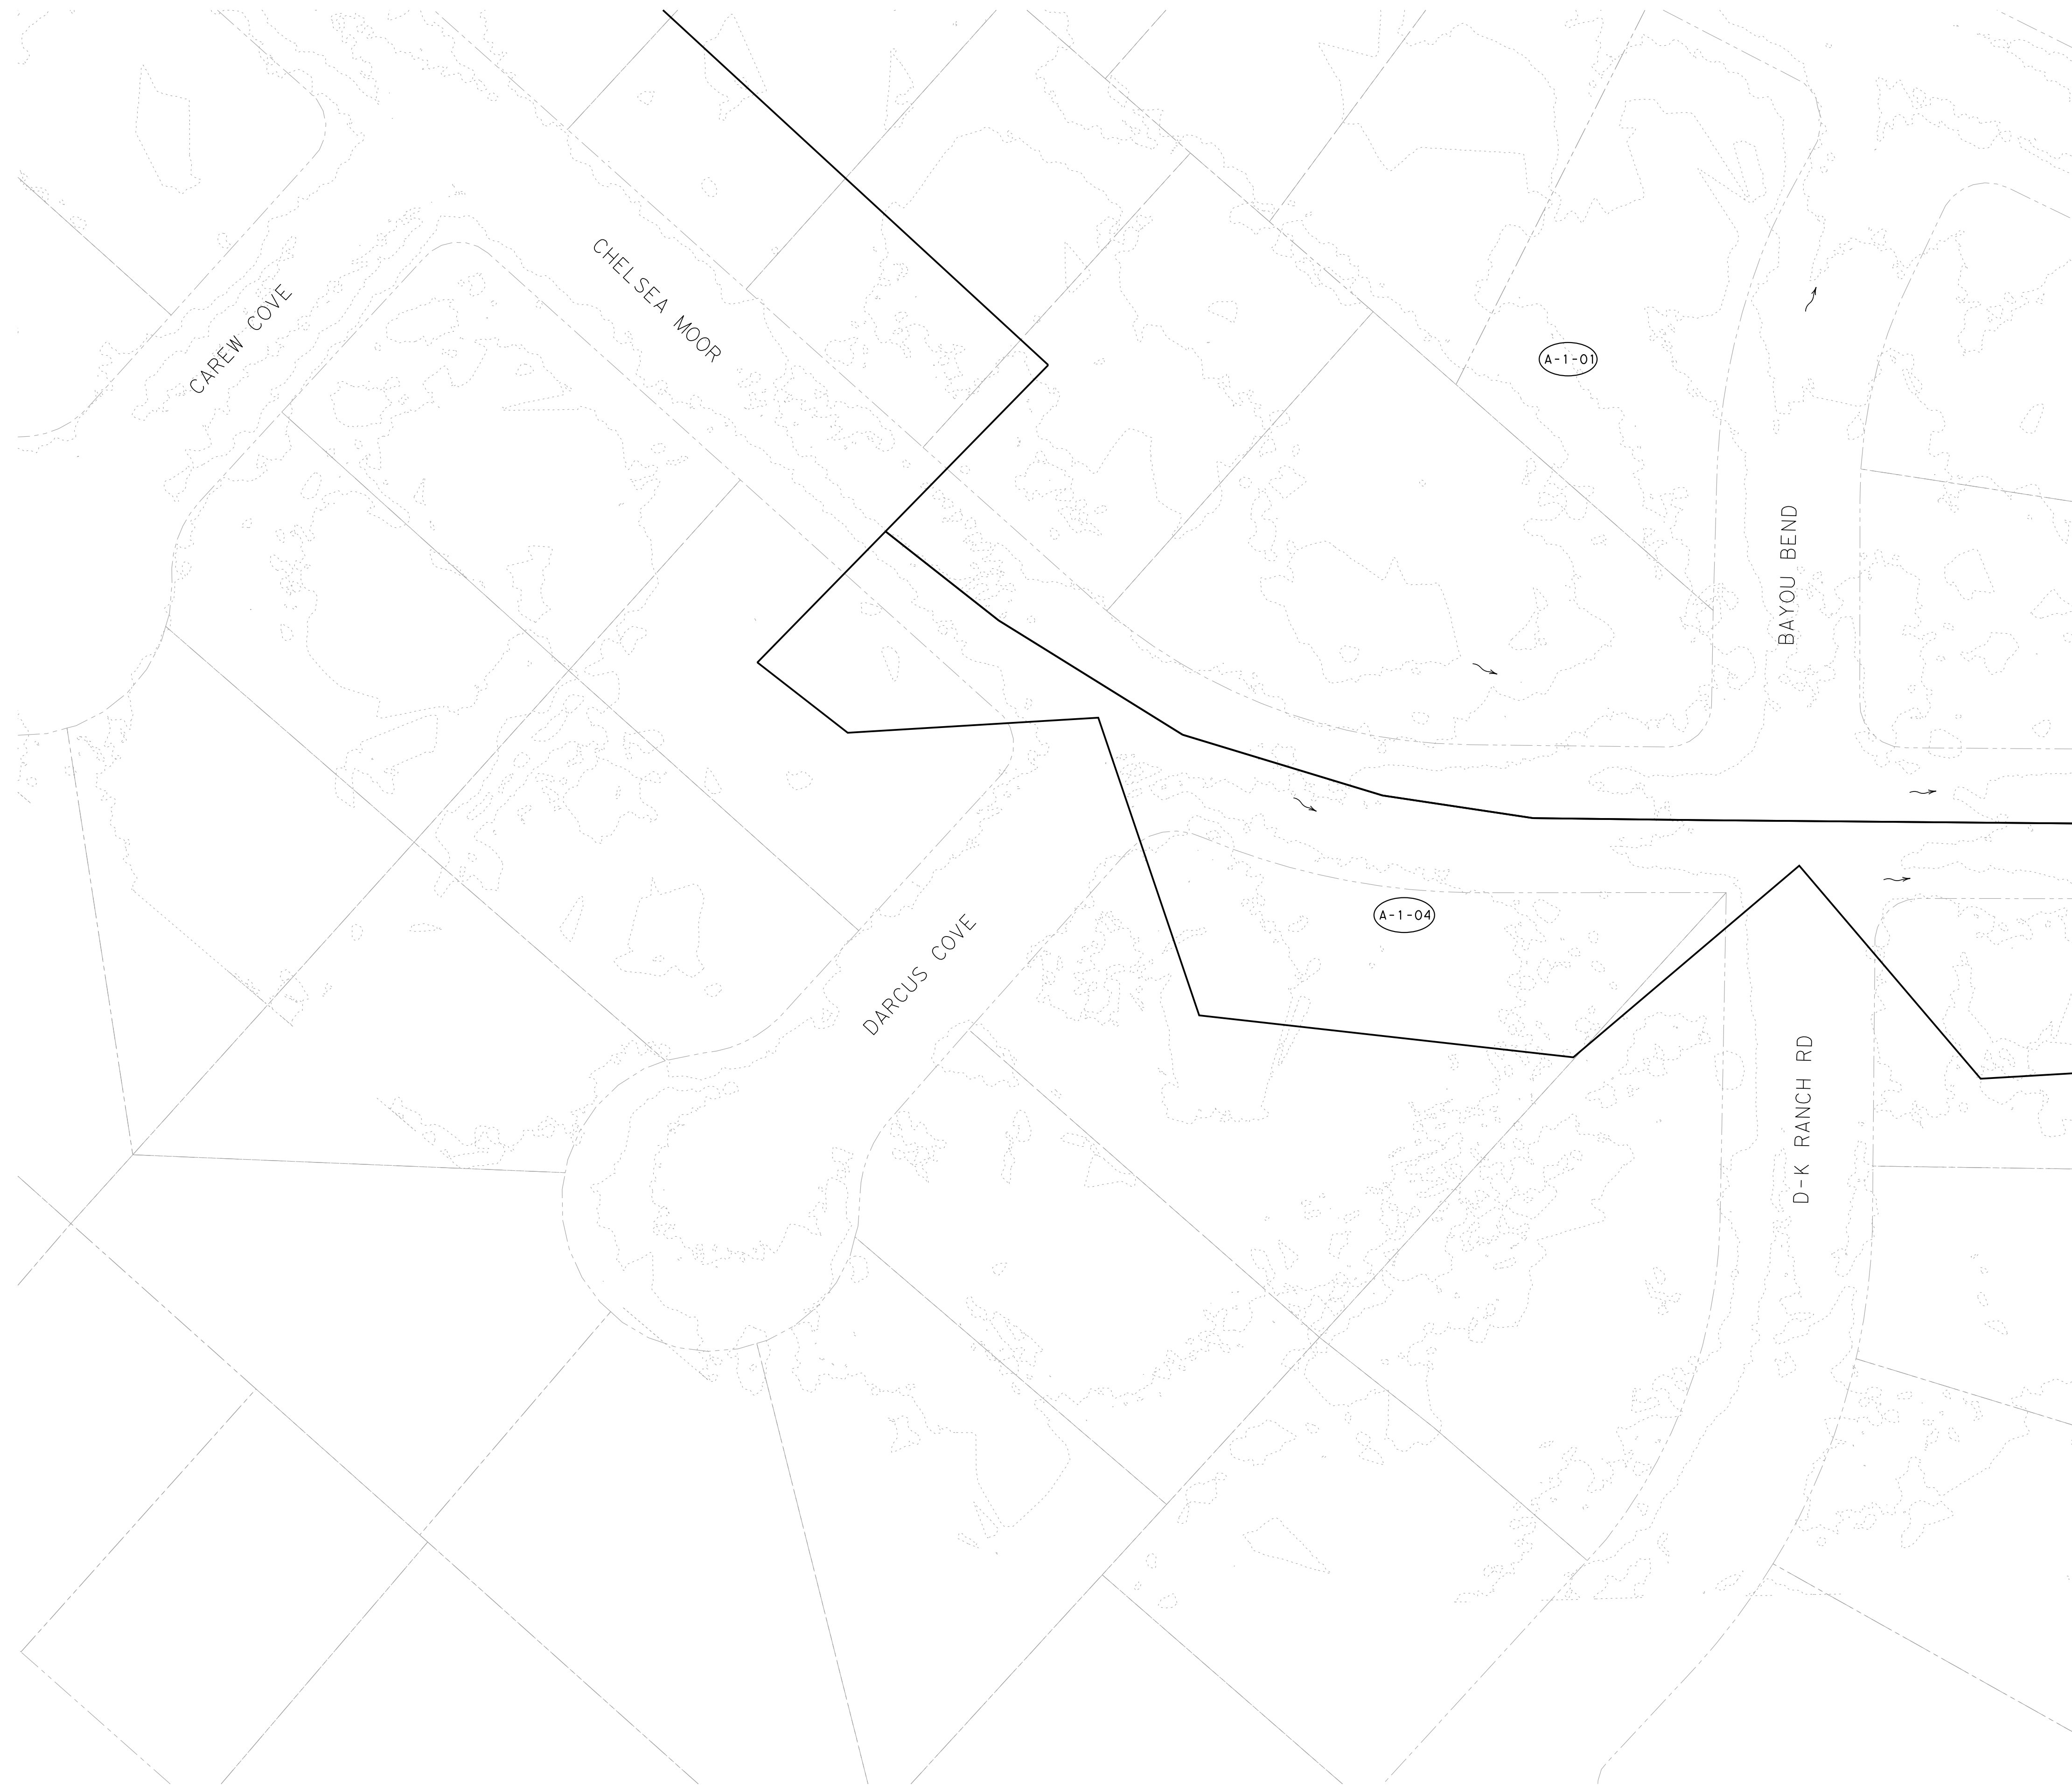 CHELSEA MOOR
CAREW COVE
A-1-01
BAYOU BEND
A-1-04
DARCUS COVE
D-K RANCH RD